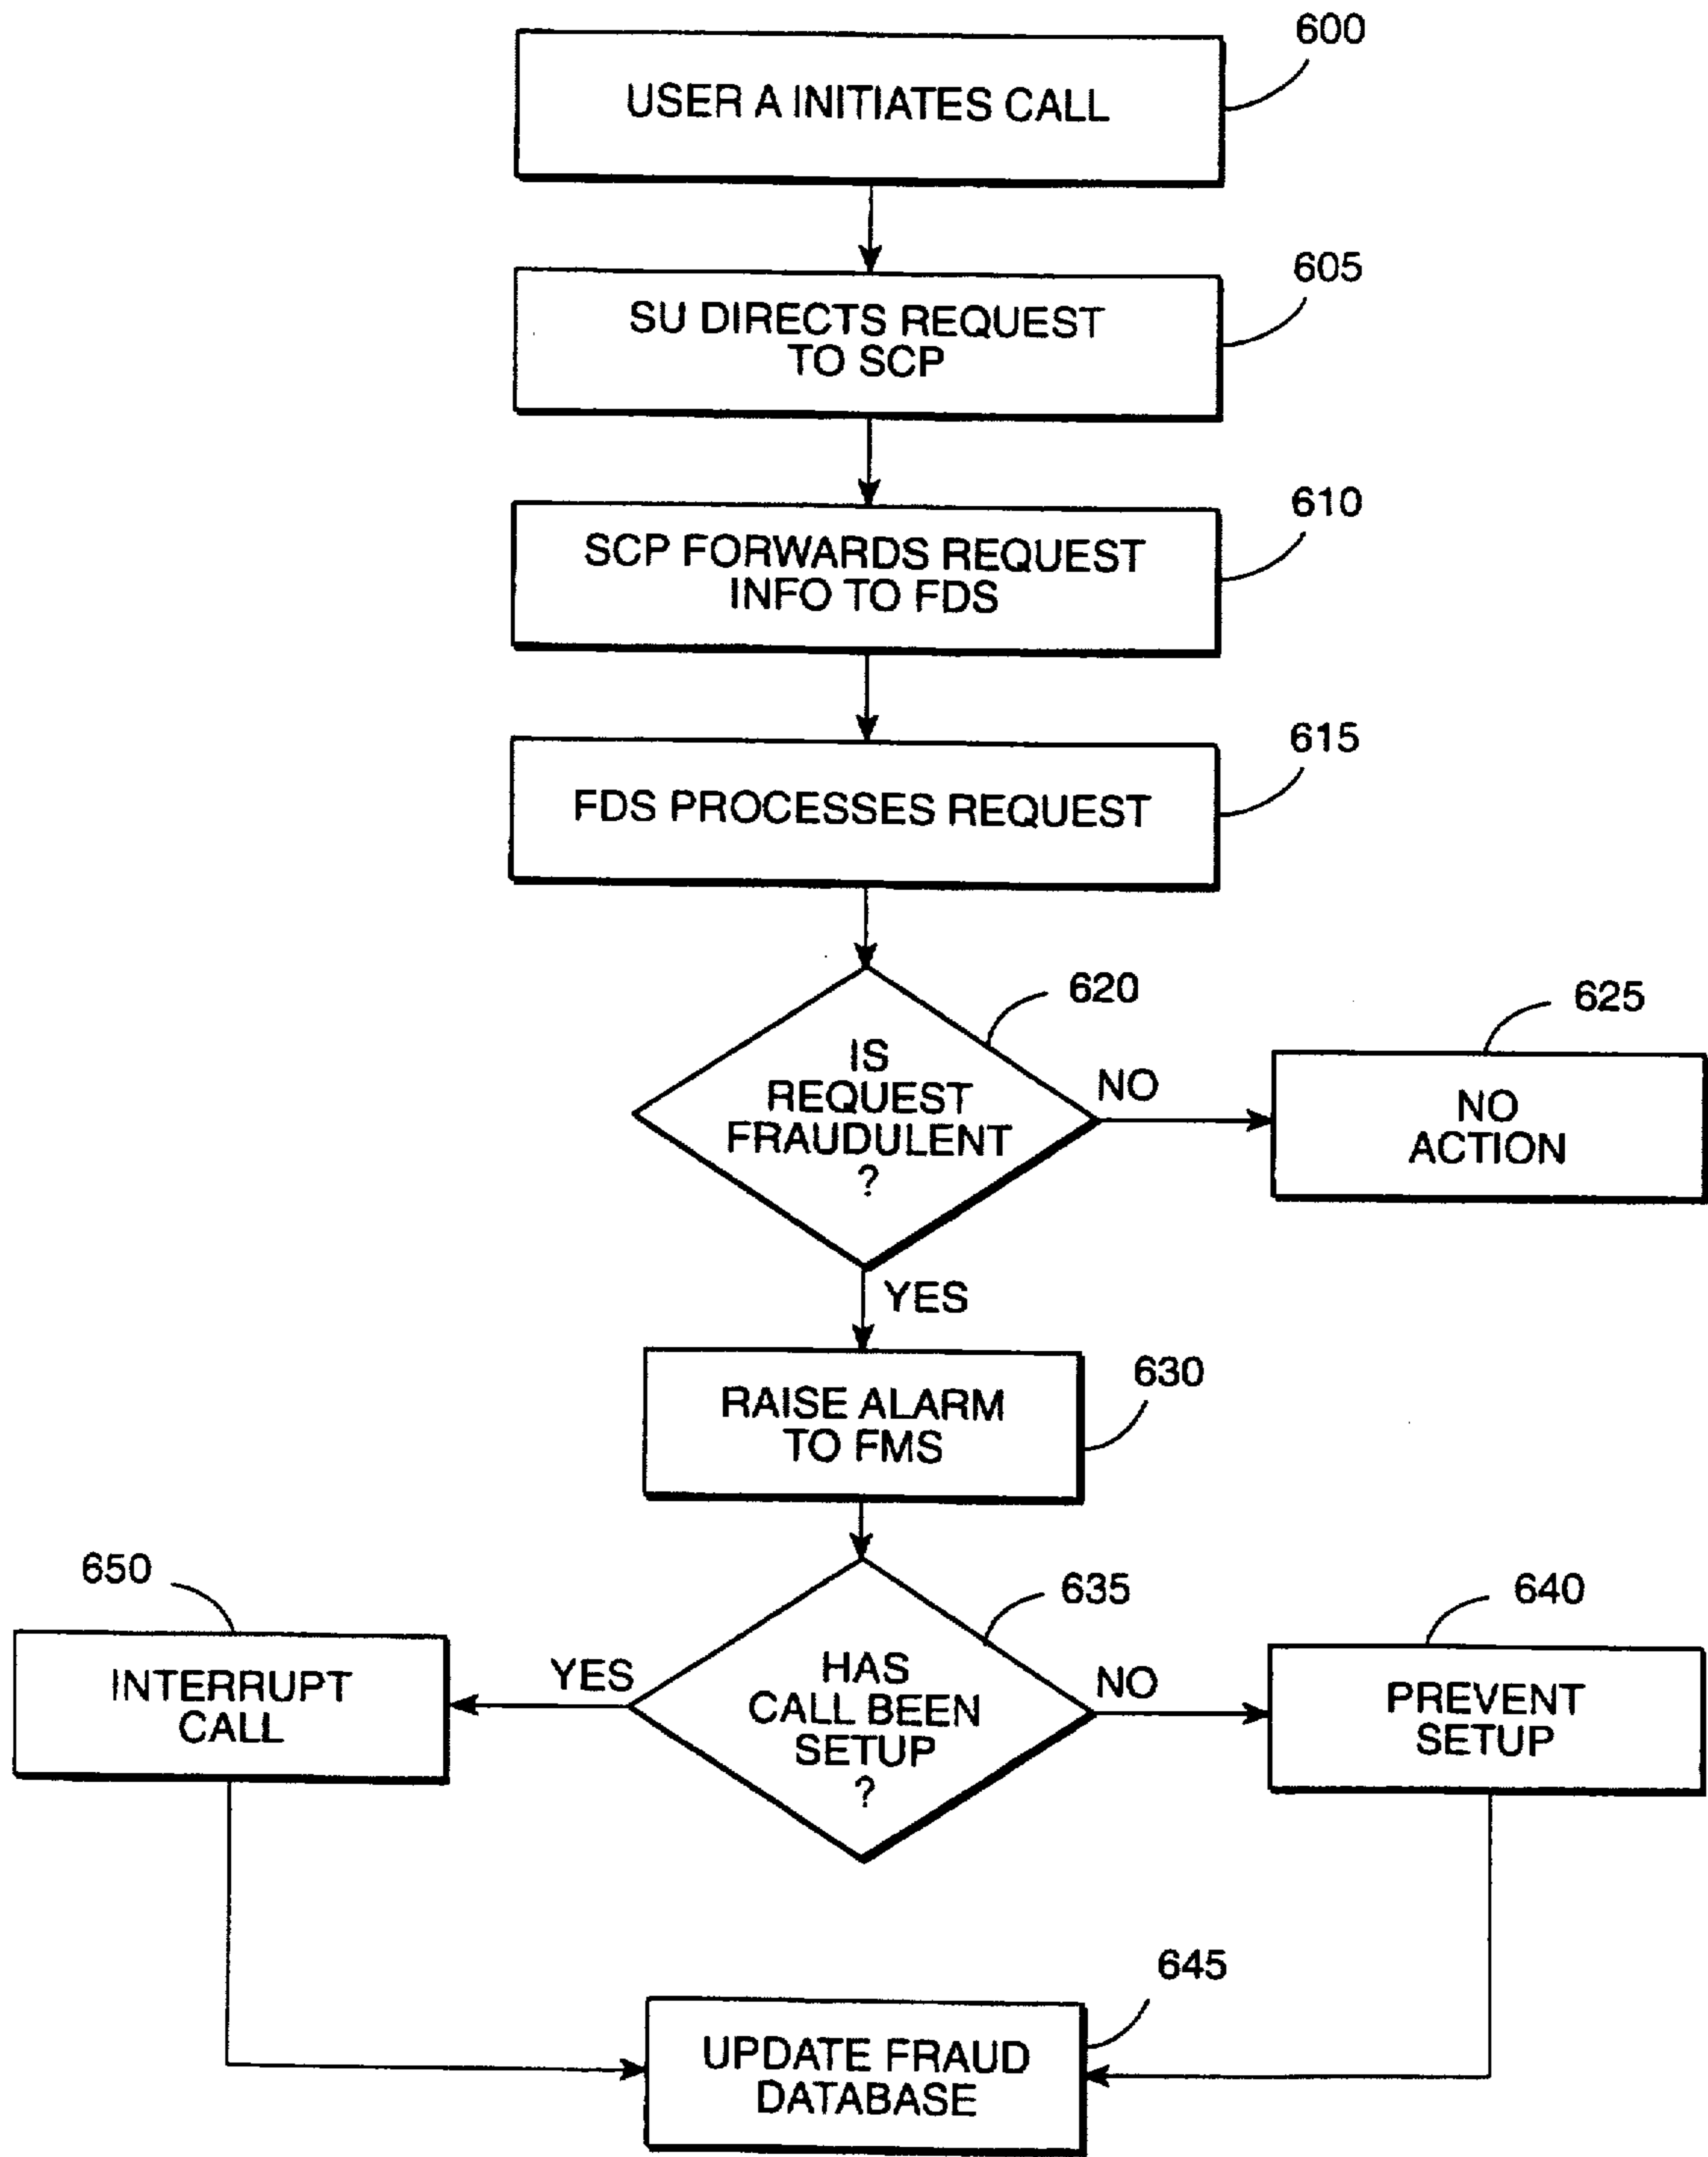 600
USER A INITIATES CALL
605
SU DIRECTS REQUEST
TO SCP
610
SCP FORWARDS REQUEST
INFO TO FDS
615
FDS PROCESSES REQUEST
620
625
IS
REQUEST
FRAUDULENT
?
NO
NO
ACTION
YES
630
RAISE ALARM
TO FMS
650
635
640
INTERRUPT
CALL
YES
HAS
CALL BEEN
SETUP
?
NO
PREVENT
SETUP
645
UPDATE FRAUD
DATABASE